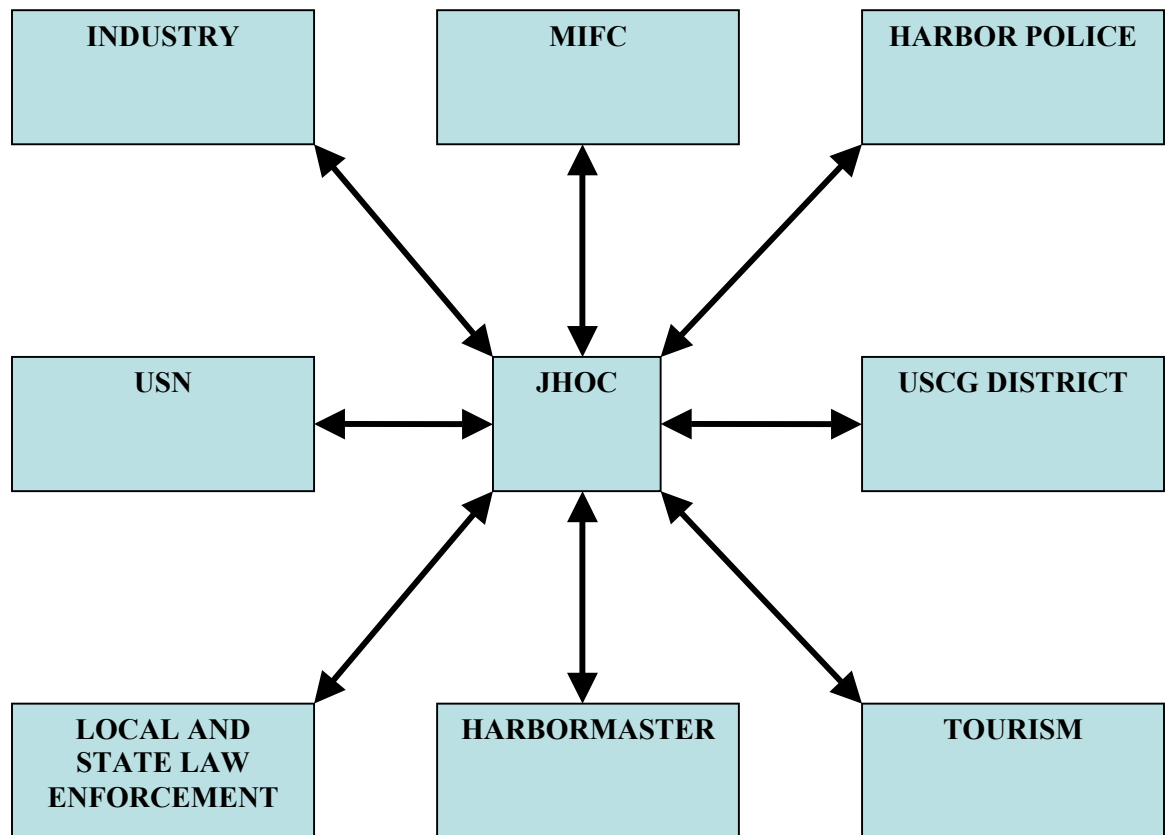 INDUSTRY
MIFC
HARBOR POLICE
USN
JHOC
USCG DISTRICT
LOCAL AND
STATE LAW
ENFORCEMENT
HARBORMASTER
TOURISM